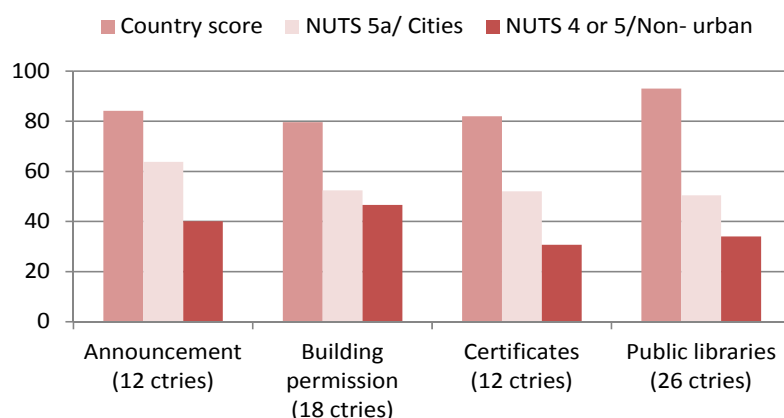 Country score NUTS 5a/ Cities NUTS 4 or 5/Non- urban
100
80
60
40
20
0
Announcement (12 ctries)
Building permission (18 ctries)
Certificates (12 ctries)
Public libraries (26 ctries)